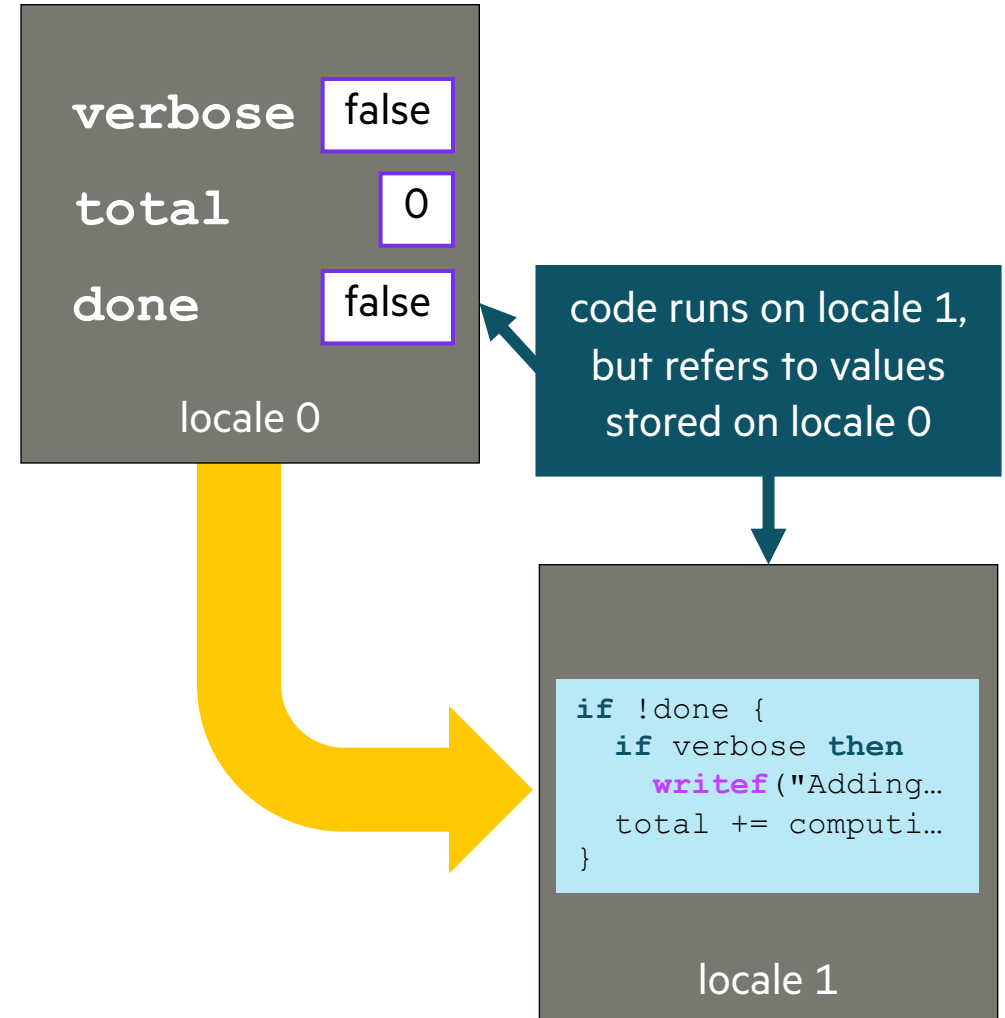 verbose false
total 0
done false
locale 0
code runs on locale 1,
but refers to values
stored on locale 0
if !done {
  if verbose then
    writef("Adding…
  total += computi…
}
locale 1